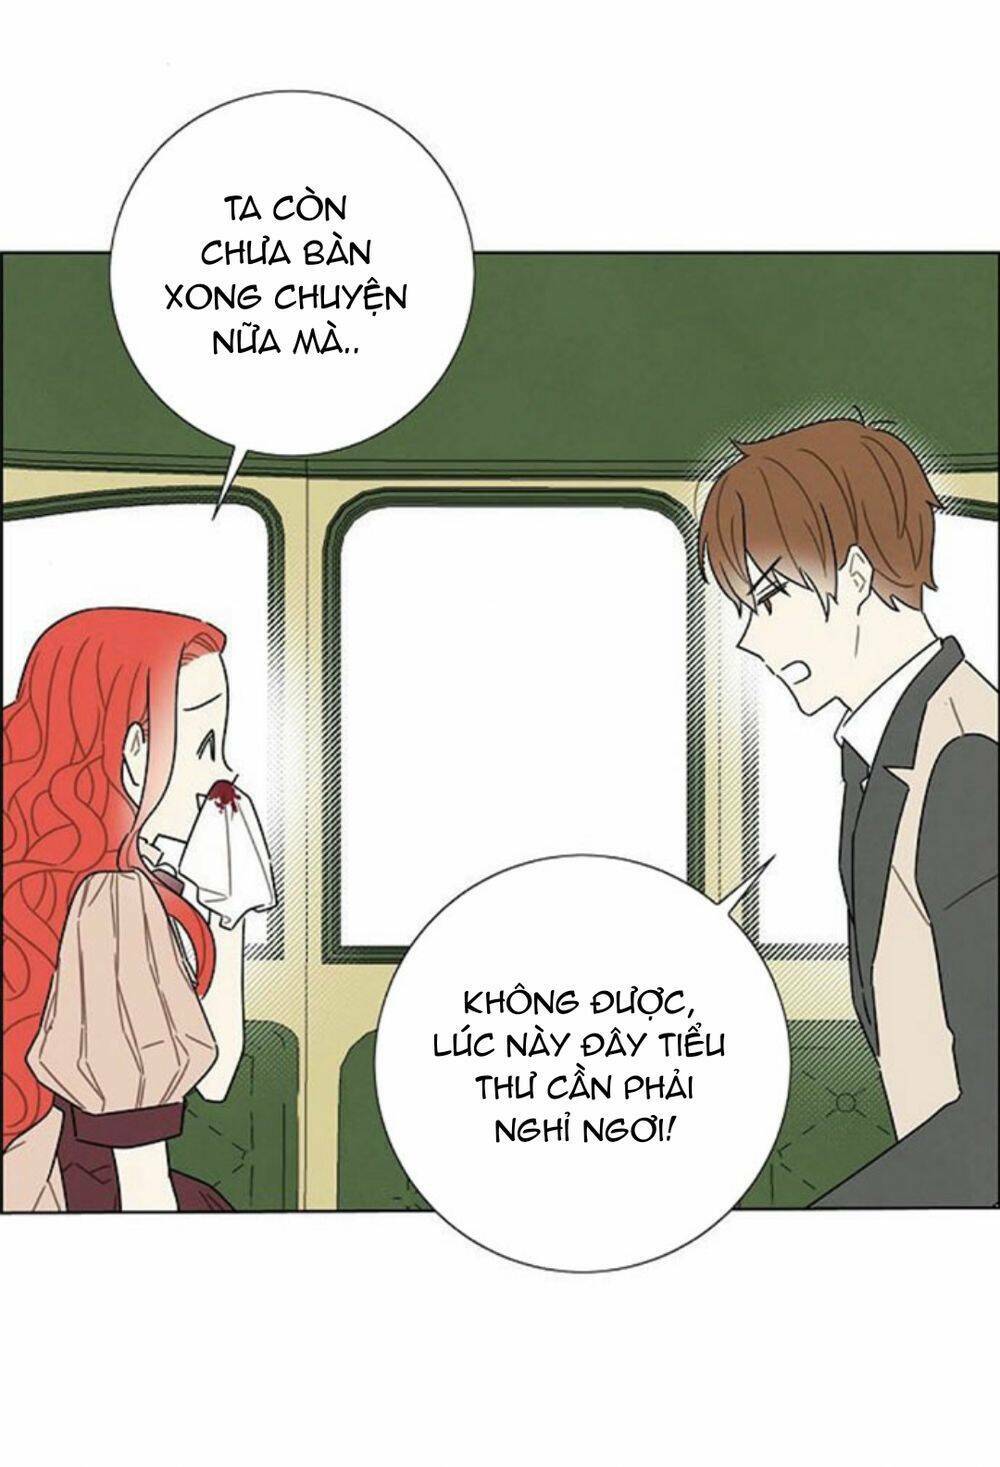 TA CÒN
CHƯA BÀN
XONG CHUYỆN
NỮA MÀ..
KHÔNG ĐƯỢC,
LÚC NÀY ĐÂY TIỂU
THƯ CẦN PHẢI
NGHỈ NGƠI!